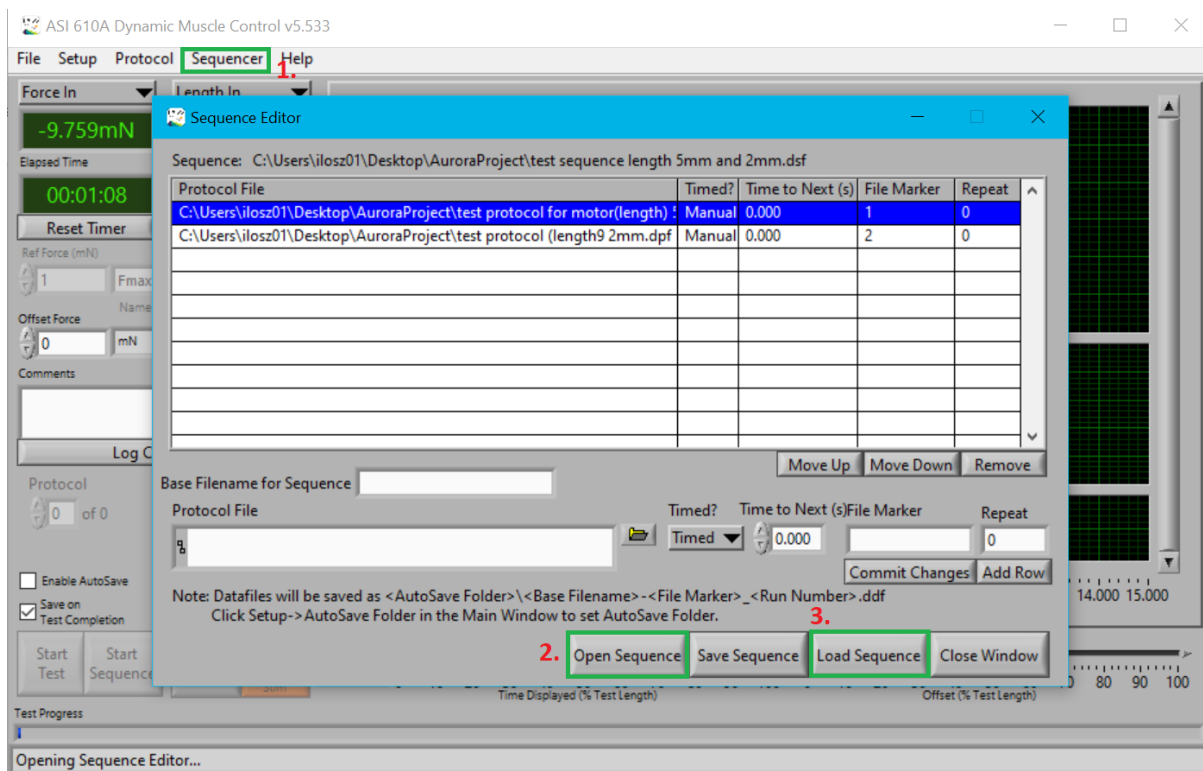 ASI 610A Dynamic Muscle Control v5.533
File Setup Protocol Sequencer Help
1.
Force In Length In
-9.759mN
Elapsed Time
00:01:08
Reset Timer
Ref Force (mN)
1 Fmax
Name
Offset Force
0 mN
Comments
Log C
Protocol
0 of 0
Enable AutoSave
Save on
Test Completion
Start Test
Start Sequence
Sequence Editor
Sequence: C:\Users\ilosz01\Desktop\AuroraProject\test sequence length 5mm and 2mm.dsf
Protocol File Timed? Time to Next (s) File Marker Repeat
C:\Users\ilosz01\Desktop\AuroraProject\test protocol for motor(length) Manual 0.000 1 0
C:\Users\ilosz01\Desktop\AuroraProject\test protocol (length9 2mm.dpf Manual 0.000 2 0
Move Up Move Down Remove
Base Filename for Sequence
Protocol File Timed? Time to Next (s) File Marker Repeat
Timed 0.000 0
Commit Changes Add Row
Note: Datafiles will be saved as <AutoSave Folder>\<Base Filename>-<File Marker>_<Run Number>.ddf
Click Setup->AutoSave Folder in the Main Window to set AutoSave Folder.
2. 3.
Open Sequence Save Sequence Load Sequence Close Window
14.000 15.000
80 90 100
Time Displayed (% Test Length) Offset (% Test Length)
Test Progress
Opening Sequence Editor...